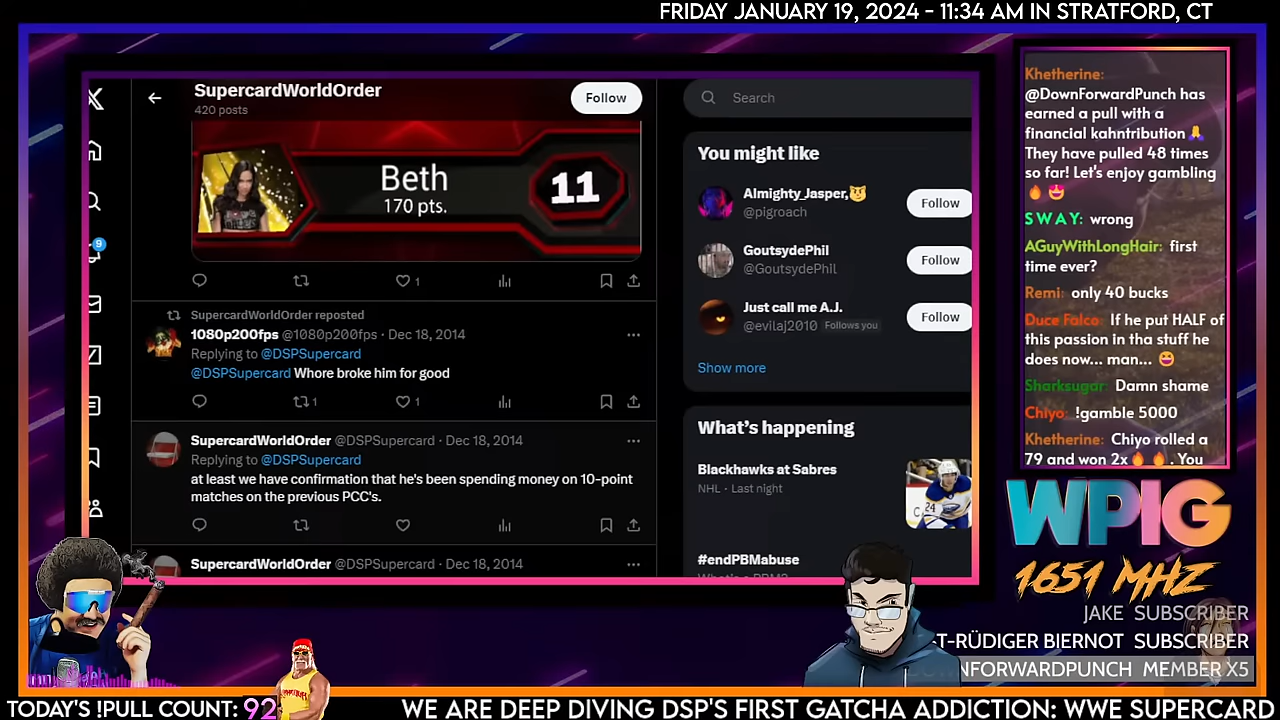 FRIDAY JANUARY 19, 2024 - 11:34 AM IN STRATFORD, CT
SupercardWorldOrder
420 posts
Follow
Beth
170 pts.
11
1
SupercardWorldOrder reposted
1080p200fps @1080p200fps · Dec 18, 2014
Replying to @DSPSupercard
@DSPSupercard Whore broke him for good
1
1
SupercardWorldOrder @DSPSupercard · Dec 18, 2014
Replying to @DSPSupercard
at least we have confirmation that he's been spending money on 10-point
matches on the previous PCC's.
SupercardWorldOrder @DSPSupercard · Dec 18, 2014
9
Search
You might like
Almighty_Jasper,
@pigroach
Follow
GoutsydePhil
@GoutsydePhil
Follow
Just call me A.J.
@evilaj2010 Follows you
Follow
Show more
What's happening
Blackhawks at Sabres
NHL · Last night
24
#endPBMabuse
Khetherine:
@DownForwardPunch has
earned a pull with a
financial kahntribution🙏
They have pulled 48 times
so far! Let's enjoy gambling
🔥 🤩
S W A Y: wrong
AGuyWithLongHair: first
time ever?
Remi: only 40 bucks
Duce Falco: If he put HALF of
this passion in tha stuff he
does now... man... 😆
Sharksugar: Damn shame
Chiyo: !gamble 5000
Khetherine: Chiyo rolled a
79 and won 2x🔥 🔥. You
WPIG
1651 MHZ
JAKE SUBSCRIBER
T-RÜDIGER BIERNOT SUBSCRIBER
NFORWARDPUNCH MEMBER X5
TODAY'S !PULL COUNT: 92
WE ARE DEEP DIVING DSP'S FIRST GATCHA ADDICTION: WWE SUPERCARD